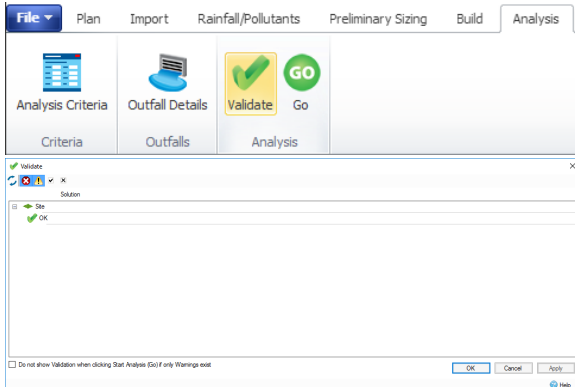 File Plan Import Rainfall/Pollutants Preliminary Sizing Build Analysis
GO
Analysis Criteria Outfall Details Validate Go
Criteria Outfalls Analysis
Validate
Solution
Site
OK
Do not show Validation when clicking Start Analysis (Go) if only Warnings exist
OK Cancel Apply
Help